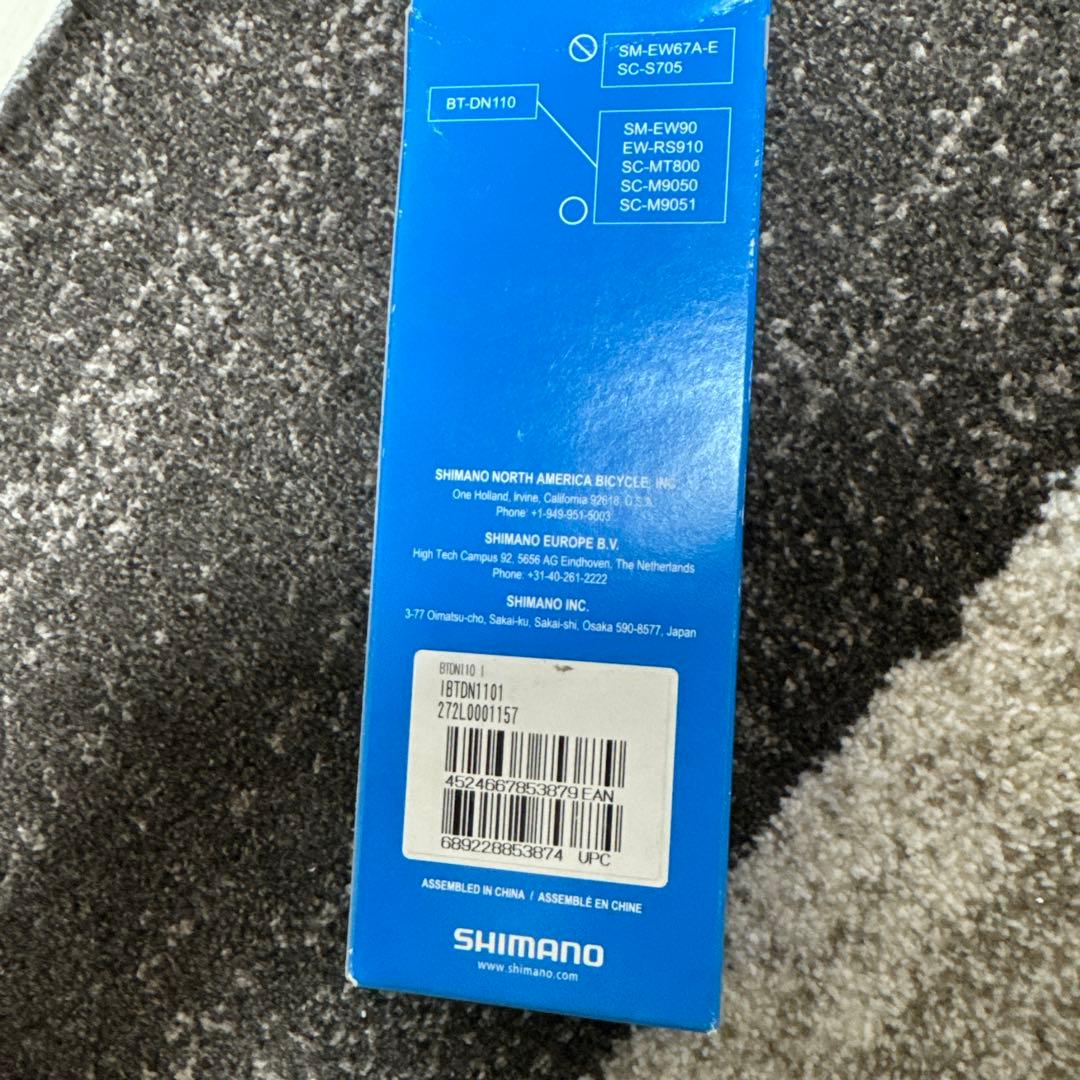 SM-EW67A-E
SC-S705
BT-DN110
SM-EW90
EW-RS910
SC-MT800
SC-M9050
SC-M9051
SHIMANO NORTH AMERICA BICYCLE, INC.
One Holland, Irvine, California 92618, U.S.A.
Phone: +1-949-951-5003
SHIMANO EUROPE B.V.
High Tech Campus 92, 5656 AG Eindhoven, The Netherlands
Phone: +31-40-261-2222
SHIMANO INC.
3-77 Oimatsu-cho, Sakai-ku, Sakai-shi, Osaka 590-8577, Japan
BTDN110 I
IBTDN1101
272L0001157
4524667853879 EAN
689228853874 UPC
ASSEMBLED IN CHINA / ASSEMBLÉ EN CHINE
SHIMANO
www.shimano.com